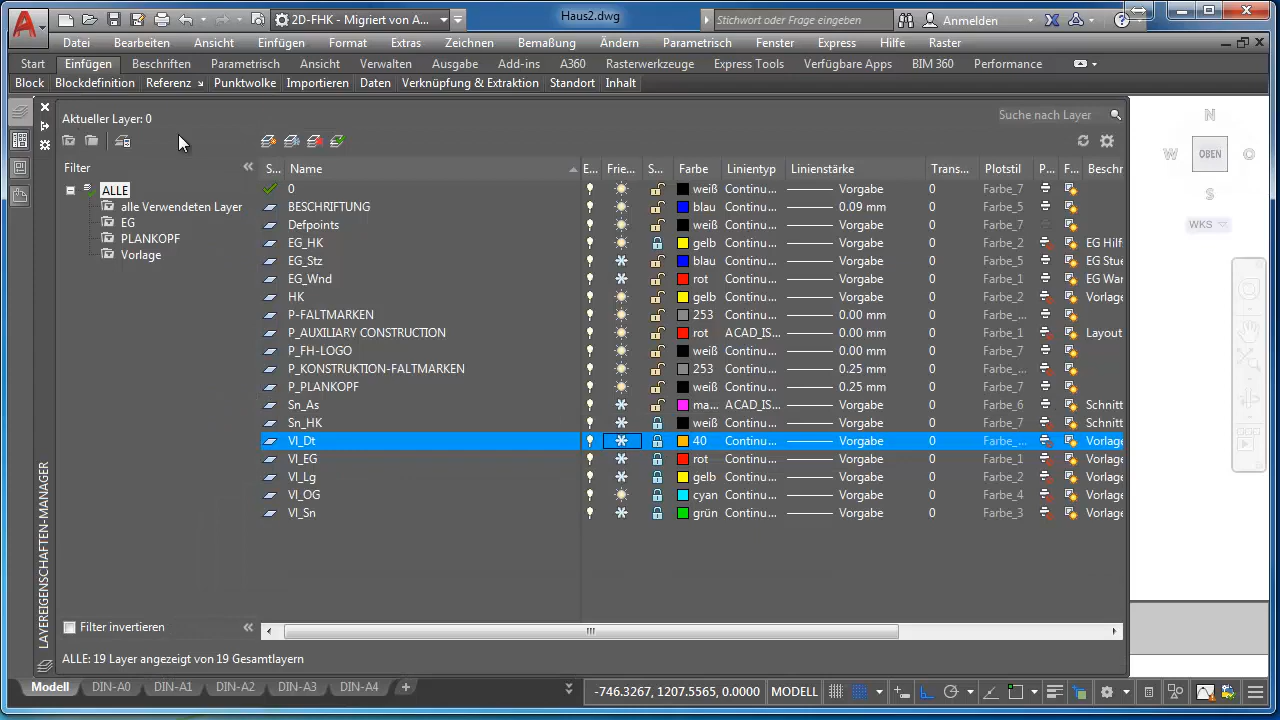 2D-FHK - Migriert von A...
Haus2.dwg
Stichwort oder Frage eingeben
Anmelden
Datei Bearbeiten Ansicht Einfügen Format Extras Zeichnen Bemaßung Ändern Parametrisch Fenster Express Hilfe Raster
Start Einfügen Beschriften Parametrisch Ansicht Verwalten Ausgabe Add-ins A360 Rasterwerkzeuge Express Tools Verfügbare Apps BIM 360 Performance
Block Blockdefinition Referenz Punktwolke Importieren Daten Verknüpfung & Extraktion Standort Inhalt
Aktueller Layer: 0
Suche nach Layer
Filter
S... Name E... Frie... S... Farbe Linientyp Linienstärke Trans... Plotstil P... F... Beschr
ALLE
alle Verwendeten Layer
EG
PLANKOPF
Vorlage
0 weiß Continu... Vorgabe 0 Farbe_7
BESCHRIFTUNG blau Continu... 0.09 mm 0 Farbe_5
Defpoints weiß Continu... Vorgabe 0 Farbe_7
EG_HK gelb Continu... Vorgabe 0 Farbe_2 EG Hilf
EG_Stz blau Continu... Vorgabe 0 Farbe_5 EG Stue
EG_Wnd rot Continu... Vorgabe 0 Farbe_1 EG War
HK gelb Continu... Vorgabe 0 Farbe_2 Vorlage
P-FALTMARKEN 253 Continu... 0.00 mm 0 Farbe_...
P_AUXILIARY CONSTRUCTION rot ACAD_IS... 0.00 mm 0 Farbe_1 Layout
P_FH-LOGO weiß Continu... 0.00 mm 0 Farbe_7
P_KONSTRUKTION-FALTMARKEN 253 Continu... 0.25 mm 0 Farbe_...
P_PLANKOPF weiß Continu... 0.25 mm 0 Farbe_7
Sn_As ma... ACAD_IS... Vorgabe 0 Farbe_6 Schnitt
Sn_HK weiß Continu... Vorgabe 0 Farbe_7 Schnitt
Vl_Dt 40 Continu... Vorgabe 0 Farbe_... Vorlage
Vl_EG rot Continu... Vorgabe 0 Farbe_1 Vorlage
Vl_Lg gelb Continu... Vorgabe 0 Farbe_2 Vorlage
Vl_OG cyan Continu... Vorgabe 0 Farbe_4 Vorlage
Vl_Sn grün Continu... Vorgabe 0 Farbe_3 Vorlage
Filter invertieren
ALLE: 19 Layer angezeigt von 19 Gesamtlayern
LAYEREIGENSCHAFTEN-MANAGER
N
W OBEN O
S
WKS
Modell DIN-A0 DIN-A1 DIN-A2 DIN-A3 DIN-A4 +
-746.3267, 1207.5565, 0.0000 MODELL